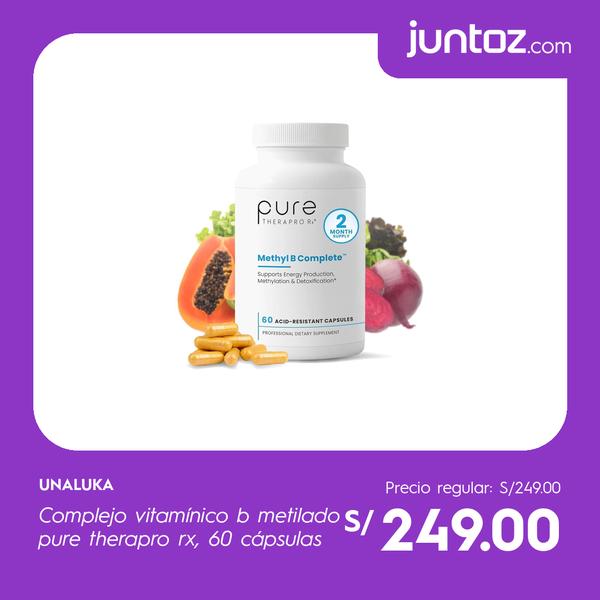 juntoz.com
pure
THERAPRO Rx®
2
MONTH
SUPPLY
Methyl B Complete™
Supports Energy Production,
Methylation & Detoxification*
60 ACID-RESISTANT CAPSULES
PROFESSIONAL DIETARY SUPPLEMENT
UNALUKA
Precio regular: S/249.00
Complejo vitamínico b metilado
pure therapro rx, 60 cápsulas
S/ 249.00